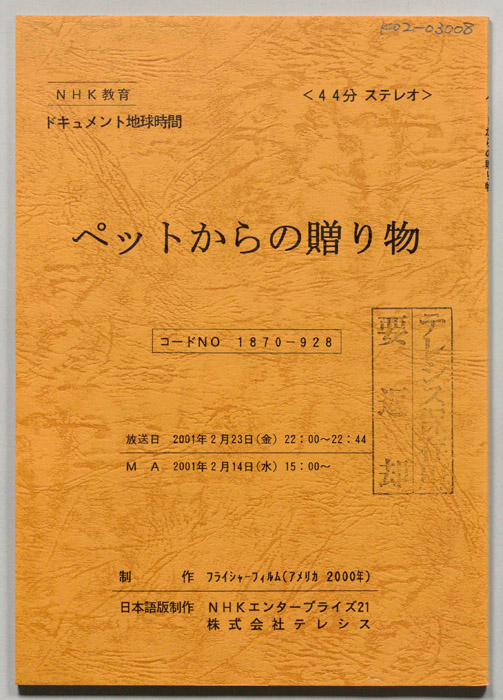 K02-03008
NHK教育
<44分 ステレオ>
ドキュメント地球時間
ペットからの贈り物
コードNO 1870-928
テレシス
要返却
放送日 2001年2月23日(金) 22:00〜22:44
MA 2001年2月14日(水) 15:00〜
制作 フライシャーフィルム(アメリカ 2000年)
日本語版制作 NHKエンタープライズ21
株式会社テレシス